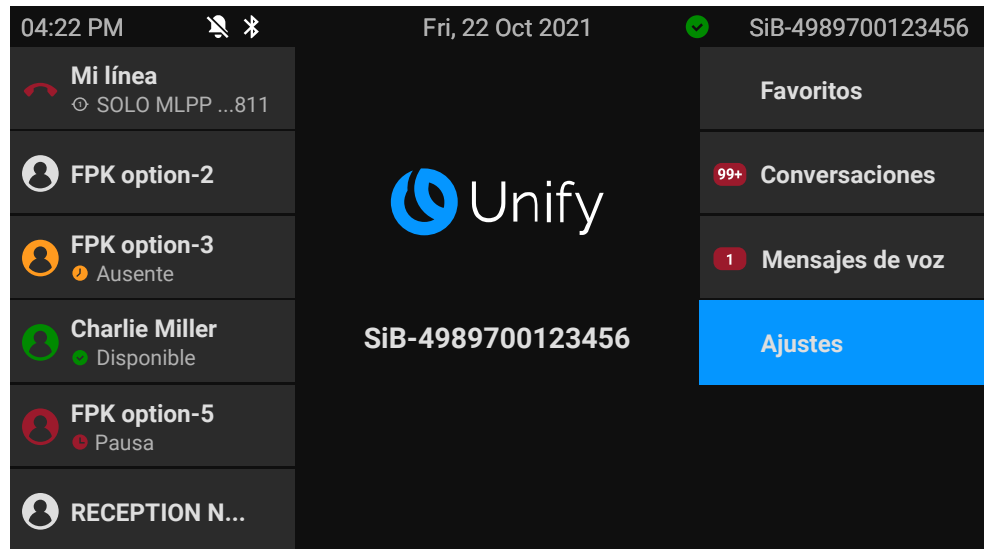 04:22 PM
Fri, 22 Oct 2021
SiB-4989700123456
Mi línea
SOLO MLPP ...811
FPK option-2
FPK option-3
Ausente
Charlie Miller
Disponible
FPK option-5
Pausa
RECEPTION N...
Unify
SiB-4989700123456
Favoritos
99+ Conversaciones
1 Mensajes de voz
Ajustes